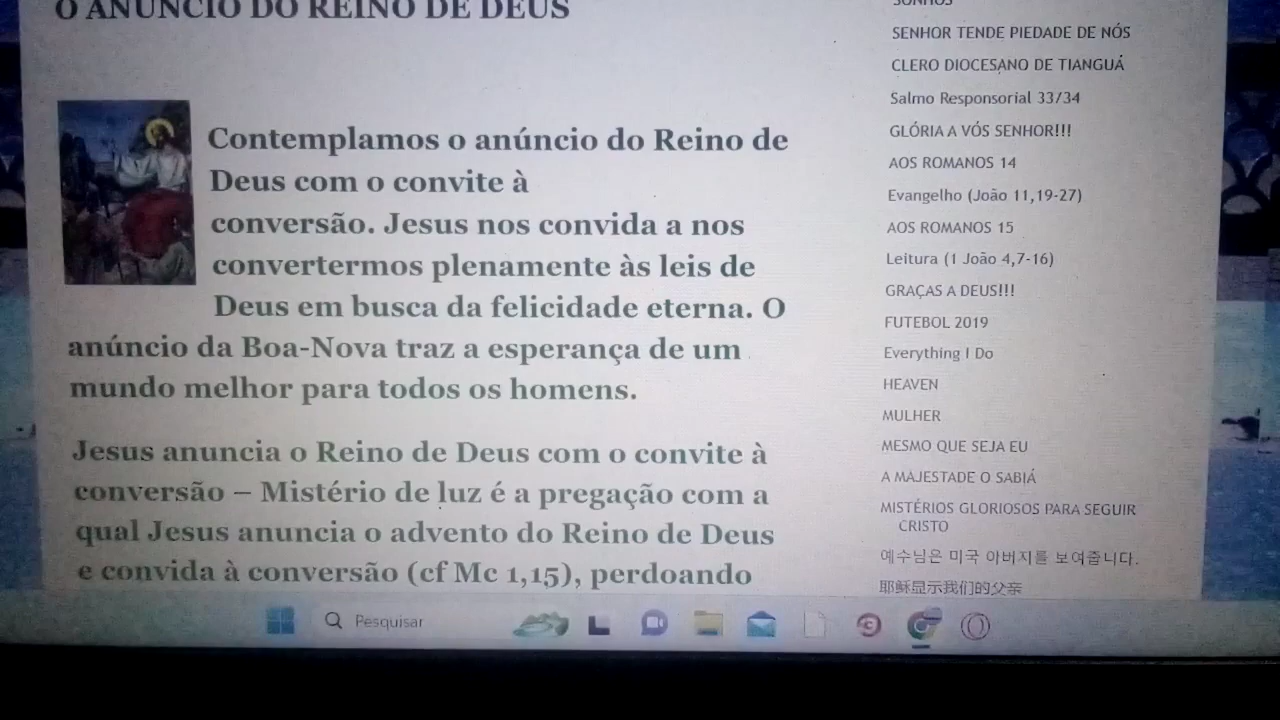 O ANÚNCIO DO REINO DE DEUS
Contemplamos o anúncio do Reino de
Deus com o convite à
conversão. Jesus nos convida a nos
convertermos plenamente às leis de
Deus em busca da felicidade eterna. O
anúncio da Boa-Nova traz a esperança de um
mundo melhor para todos os homens.
Jesus anuncia o Reino de Deus com o convite à
conversão – Mistério de luz é a pregação com a
qual Jesus anuncia o advento do Reino de Deus
e convida à conversão (cf Mc 1,15), perdoando
SONHOS
SENHOR TENDE PIEDADE DE NÓS
CLERO DIOCESANO DE TIANGUÁ
Salmo Responsorial 33/34
GLÓRIA A VÓS SENHOR!!!
AOS ROMANOS 14
Evangelho (João 11,19-27)
AOS ROMANOS 15
Leitura (1 João 4,7-16)
GRAÇAS A DEUS!!!
FUTEBOL 2019
Everything I Do
HEAVEN
MULHER
MESMO QUE SEJA EU
A MAJESTADE O SABIÁ
MISTÉRIOS GLORIOSOS PARA SEGUIR
CRISTO
예수님은 미국 아버지를 보여줍니다.
耶稣显示我们的父亲
Pesquisar